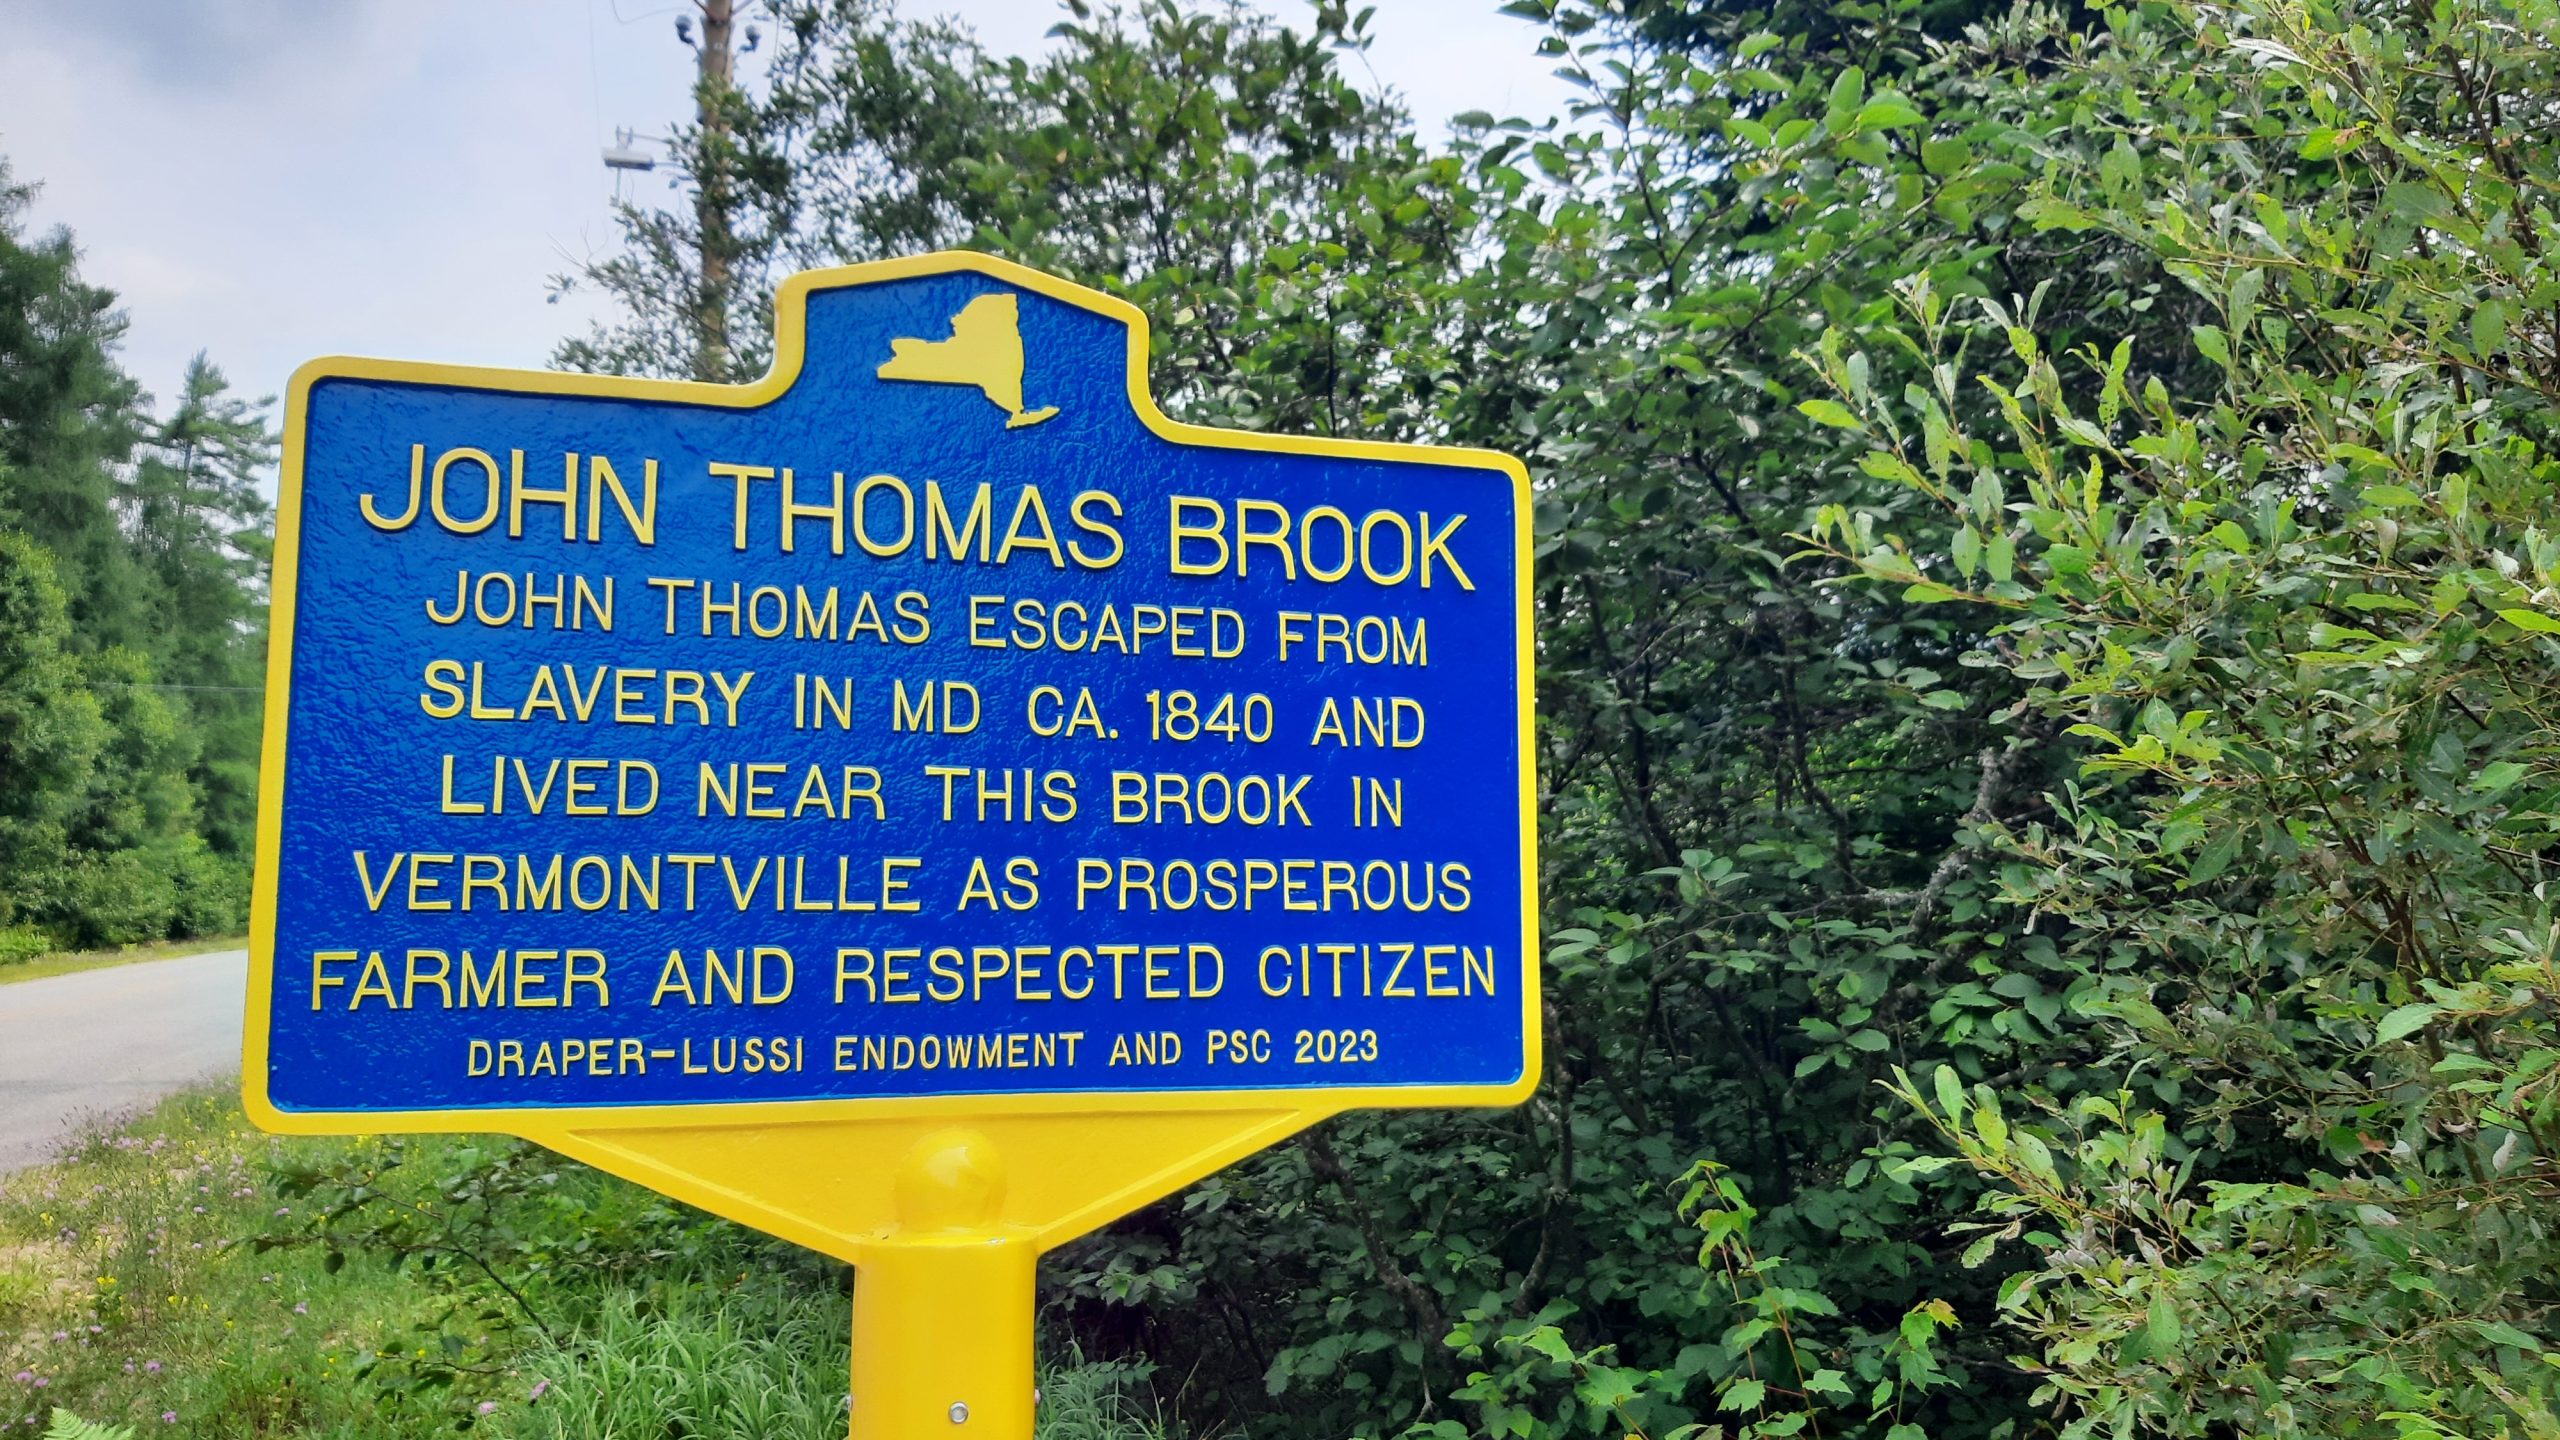 JOHN THOMAS BROOK
JOHN THOMAS ESCAPED FROM
SLAVERY IN MD CA. 1840 AND
LIVED NEAR THIS BROOK IN
VERMONTVILLE AS PROSPEROUS
FARMER AND RESPECTED CITIZEN
DRAPER-LUSSI ENDOWMENT AND PSC 2023